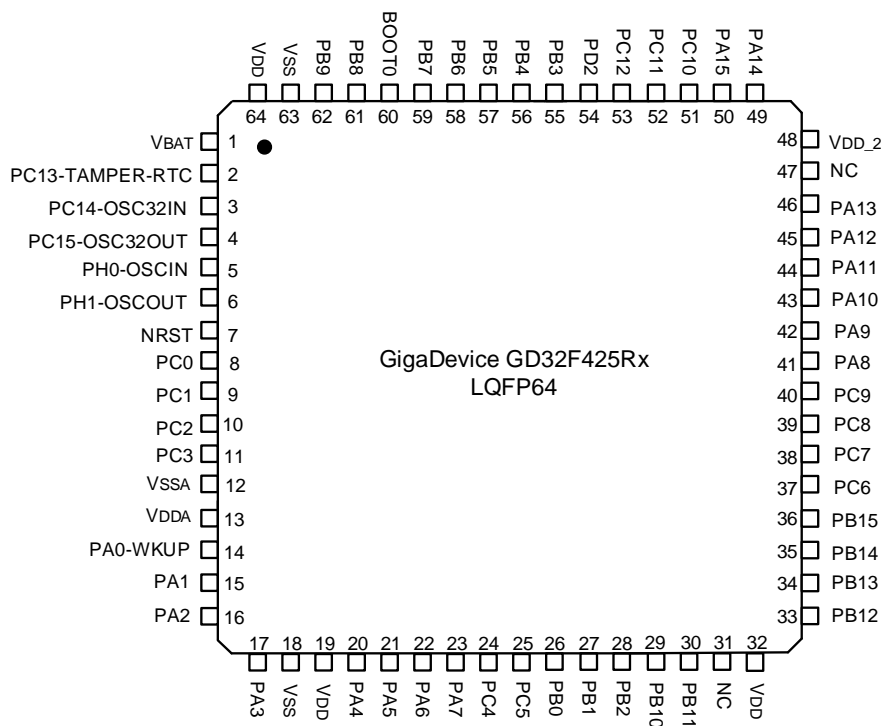 VDD VSS PB9 PB8 BOOT0 PB7 PB6 PB5 PB4 PB3 PD2 PC12 PC11 PC10 PA15 PA14
64 63 62 61 60 59 58 57 56 55 54 53 52 51 50 49
VBAT 1
PC13-TAMPER-RTC 2
PC14-OSC32IN 3
PC15-OSC32OUT 4
PH0-OSCIN 5
PH1-OSCOUT 6
NRST 7
PC0 8
PC1 9
PC2 10
PC3 11
VSSA 12
VDDA 13
PA0-WKUP 14
PA1 15
PA2 16
GigaDevice GD32F425Rx
LQFP64
48 VDD_2
47 NC
46 PA13
45 PA12
44 PA11
43 PA10
42 PA9
41 PA8
40 PC9
39 PC8
38 PC7
37 PC6
36 PB15
35 PB14
34 PB13
33 PB12
17 18 19 20 21 22 23 24 25 26 27 28 29 30 31 32
PA3 VSS VDD PA4 PA5 PA6 PA7 PC4 PC5 PB0 PB1 PB2 PB10 PB11 NC VDD